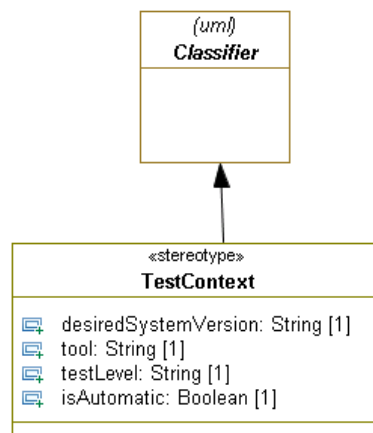 (uml)
Classifier
«stereotype»
TestContext
desiredSystemVersion: String [1]
tool: String [1]
testLevel: String [1]
isAutomatic: Boolean [1]